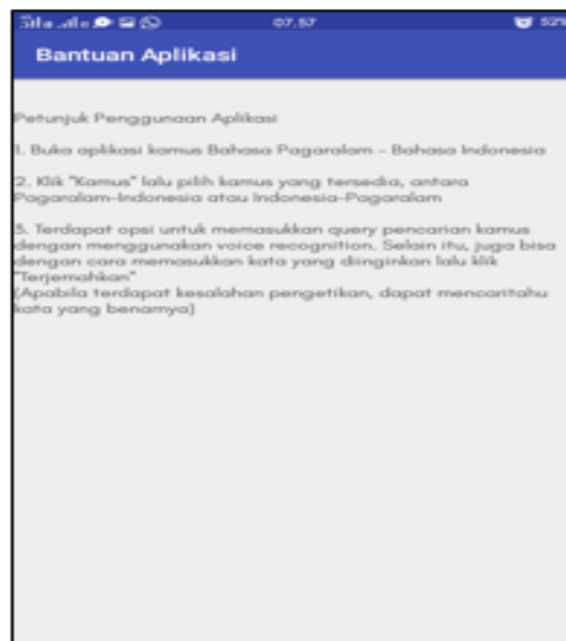 07.57
52%
Bantuan Aplikasi
Petunjuk Penggunaan Aplikasi
1. Buka aplikasi kamus Bahasa Pagaralam - Bahasa Indonesia
2. Klik "Kamus" lalu pilih kamus yang tersedia, antara
Pagaralam-Indonesia atau Indonesia-Pagaralam
3. Terdapat opsi untuk memasukkan query pencarian kamus
dengan menggunakan voice recognition. Selain itu, juga bisa
dengan cara memasukkan kata yang diinginkan lalu klik
"Terjemahkan"
(Apabila terdapat kesalahan pengetikan, dapat mencaritahu
kata yang benarnya)